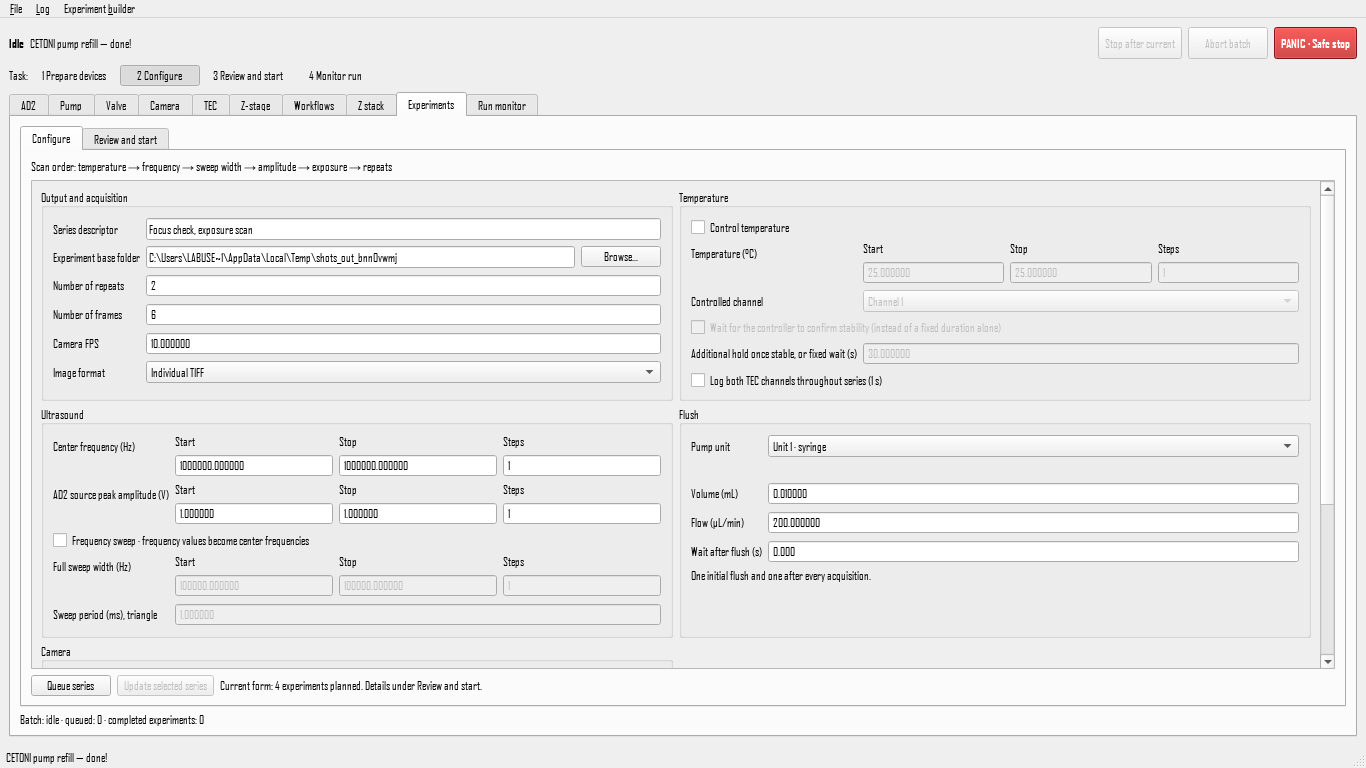 File Log Experiment builder
Idle CETONI pump refill — done!
Stop after current Abort batch PANIC · Safe stop
Task: 1 Prepare devices 2 Configure 3 Review and start 4 Monitor run
AD2 Pump Valve Camera TEC Z-stage Workflows Z stack Experiments Run monitor
Configure Review and start
Scan order: temperature → frequency → sweep width → amplitude → exposure → repeats
Output and acquisition
Series descriptor Focus check, exposure scan
Experiment base folder C:\Users\LABUSE~1\AppData\Local\Temp\shots_out_bnn0vwmj Browse...
Number of repeats 2
Number of frames 6
Camera FPS 10.000000
Image format Individual TIFF
Temperature
Control temperature
Temperature (°C) Start Stop Steps
25.000000 25.000000 1
Controlled channel Channel 1
Wait for the controller to confirm stability (instead of a fixed duration alone)
Additional hold once stable, or fixed wait (s) 30.000000
Log both TEC channels throughout series (1 s)
Ultrasound
Center frequency (Hz) Start Stop Steps
1000000.000000 1000000.000000 1
AD2 source peak amplitude (V) Start Stop Steps
1.000000 1.000000 1
Frequency sweep · frequency values become center frequencies
Full sweep width (Hz) Start Stop Steps
100000.000000 100000.000000 1
Sweep period (ms), triangle 1.000000
Flush
Pump unit Unit 1 · syringe
Volume (mL) 0.010000
Flow (µL/min) 200.000000
Wait after flush (s) 0.000
One initial flush and one after every acquisition.
Camera
Queue series Update selected series Current form: 4 experiments planned. Details under Review and start.
Batch: idle · queued: 0 · completed experiments: 0
CETONI pump refill — done!